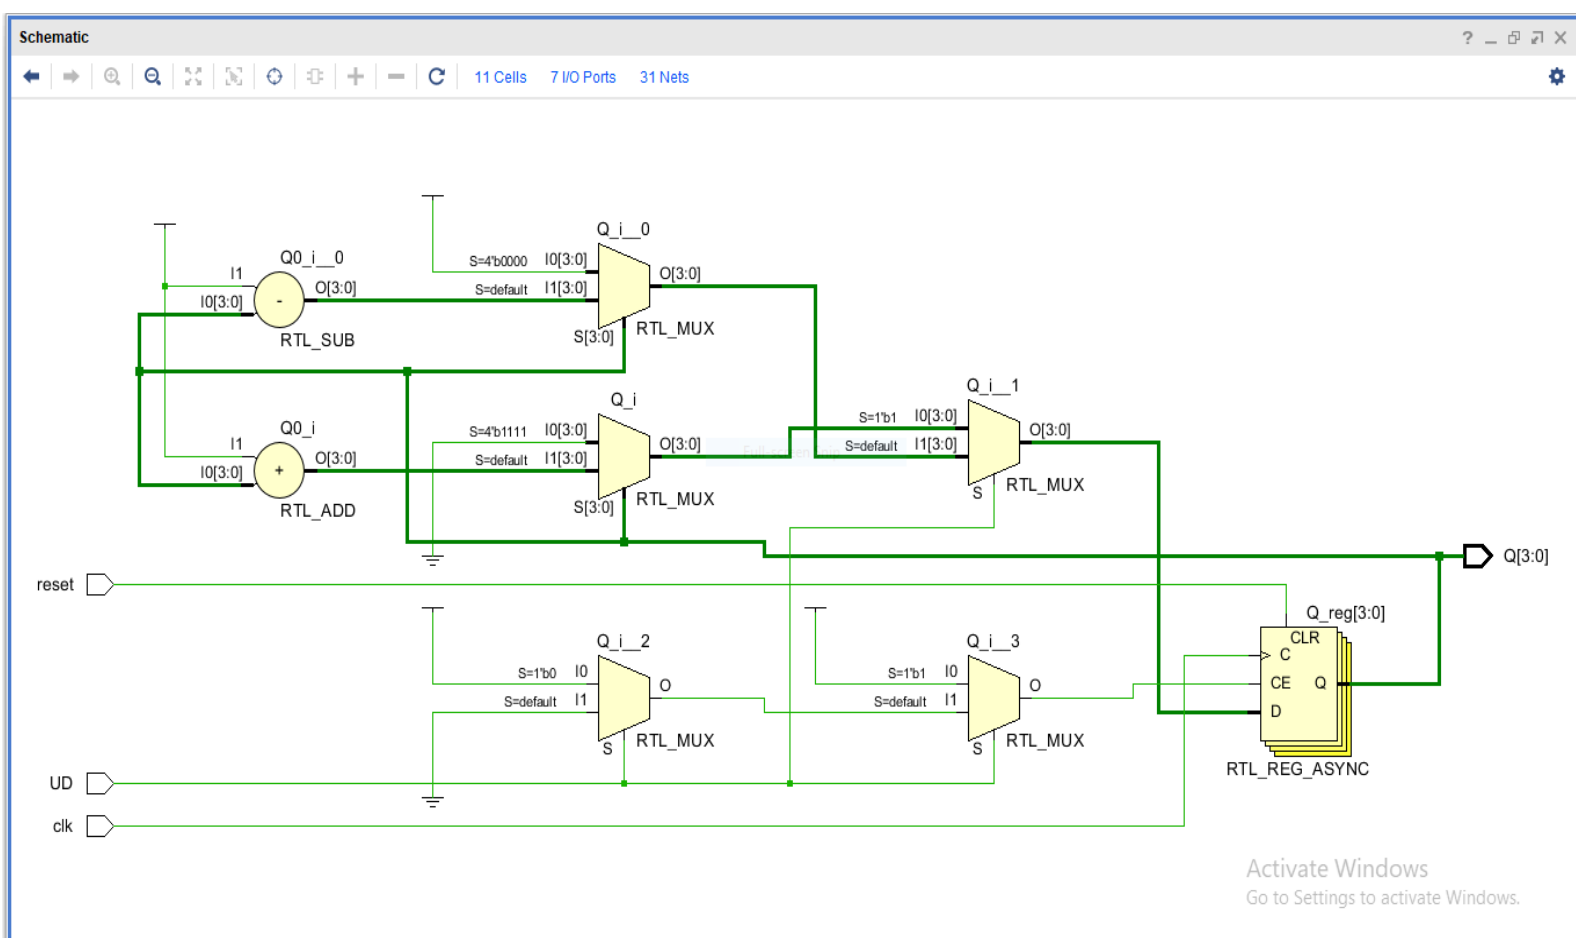 Schematic
?
11 Cells 7 I/O Ports 31 Nets
Q_i__0
Q0_i__0
S=4'b0000 I0[3:0]
I1 O[3:0]
O[3:0] S=default I1[3:0]
I0[3:0] -
RTL_SUB S[3:0] RTL_MUX
Q_i__1
Q_i
S=1'b1 I0[3:0]
Q0_i S=4'b1111 I0[3:0] O[3:0]
I1 O[3:0] S=default I1[3:0]
O[3:0] S=default I1[3:0]
I0[3:0] +
S RTL_MUX
RTL_ADD S[3:0] RTL_MUX
Q[3:0]
reset
Q_reg[3:0]
Q_i__2 Q_i__3 CLR
C
S=1'b0 I0 O S=1'b1 I0 O CE Q
S=default I1 S=default I1 D
S RTL_MUX S RTL_MUX
RTL_REG_ASYNC
UD
clk
Activate Windows
Go to Settings to activate Windows.